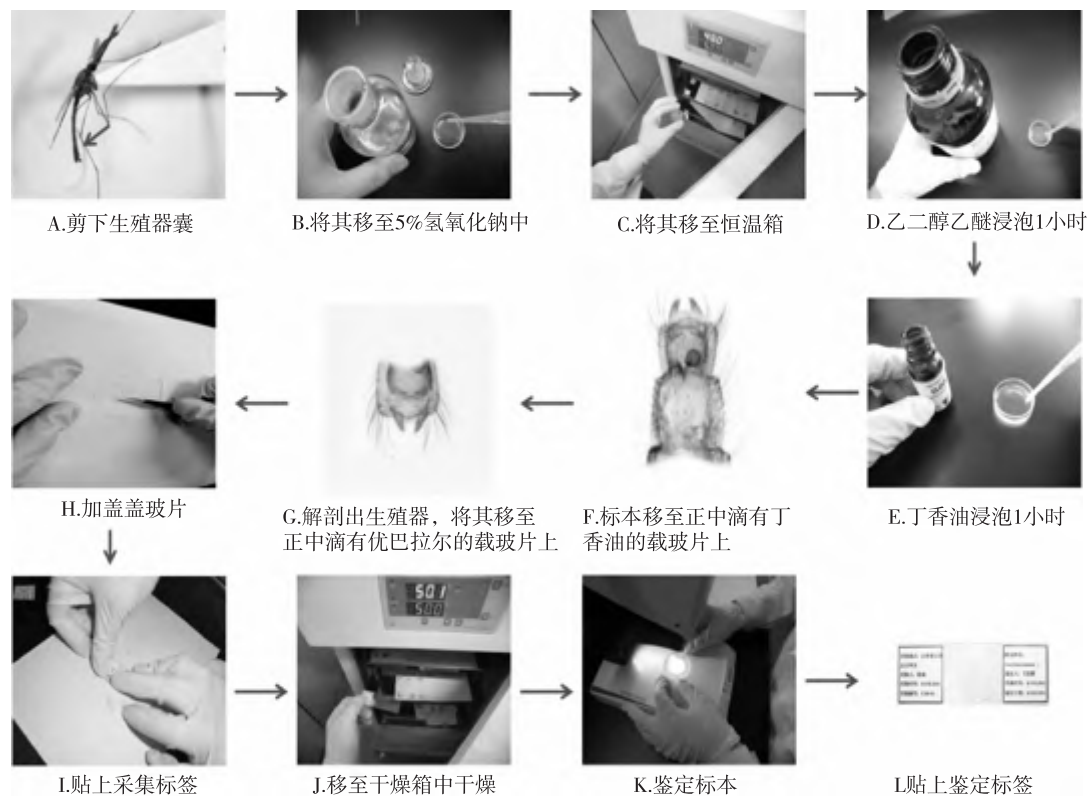 A.剪下生殖器囊
B.将其移至5%氢氧化钠中
C.将其移至恒温箱
D.乙二醇乙醚浸泡1小时
E.丁香油浸泡1小时
F.标本移至正中滴有丁
香油的载玻片上
G.解剖出生殖器，将其移至
正中滴有优巴拉尔的载玻片上
H.加盖盖玻片
I.贴上采集标签
J.移至干燥箱中干燥
501
500
K.鉴定标本
L贴上鉴定标签